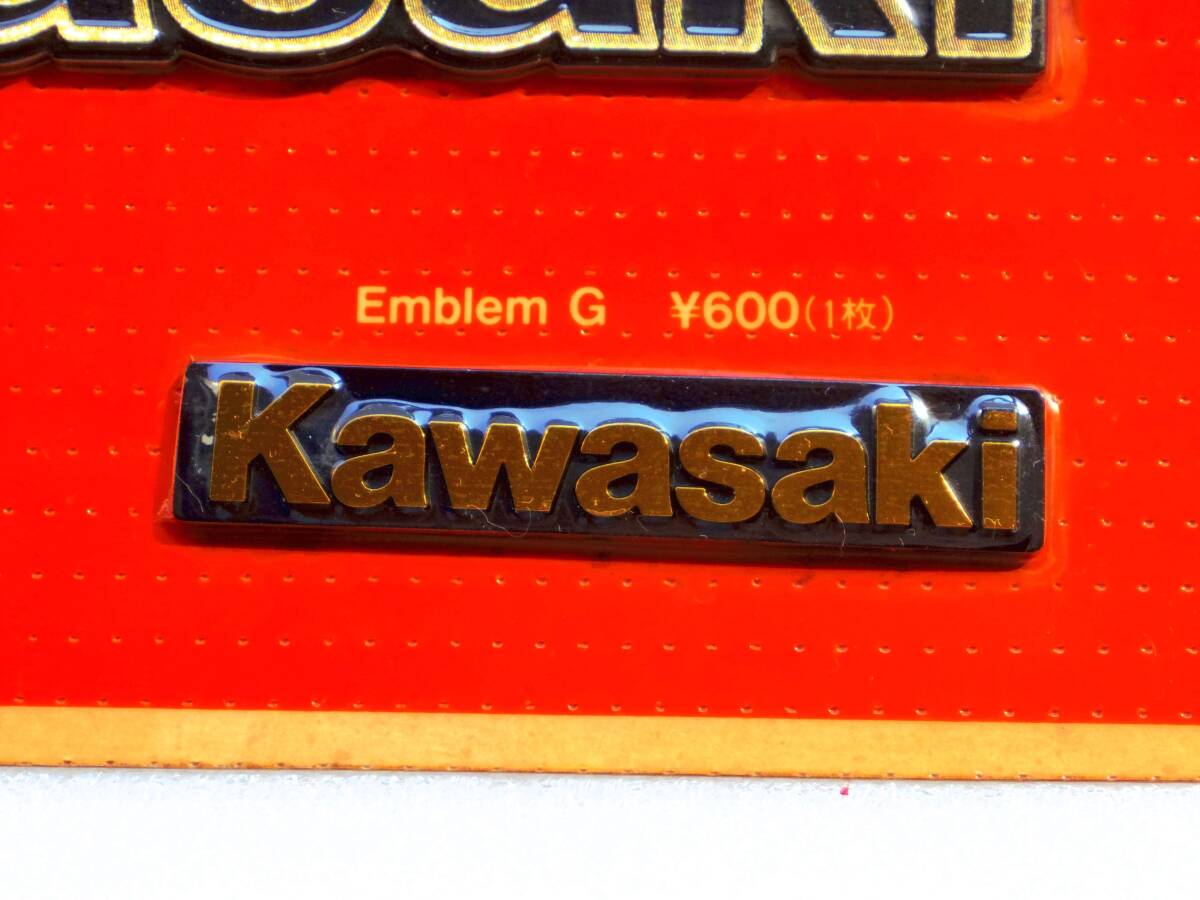 Emblem G ¥600(1枚)
Kawasaki